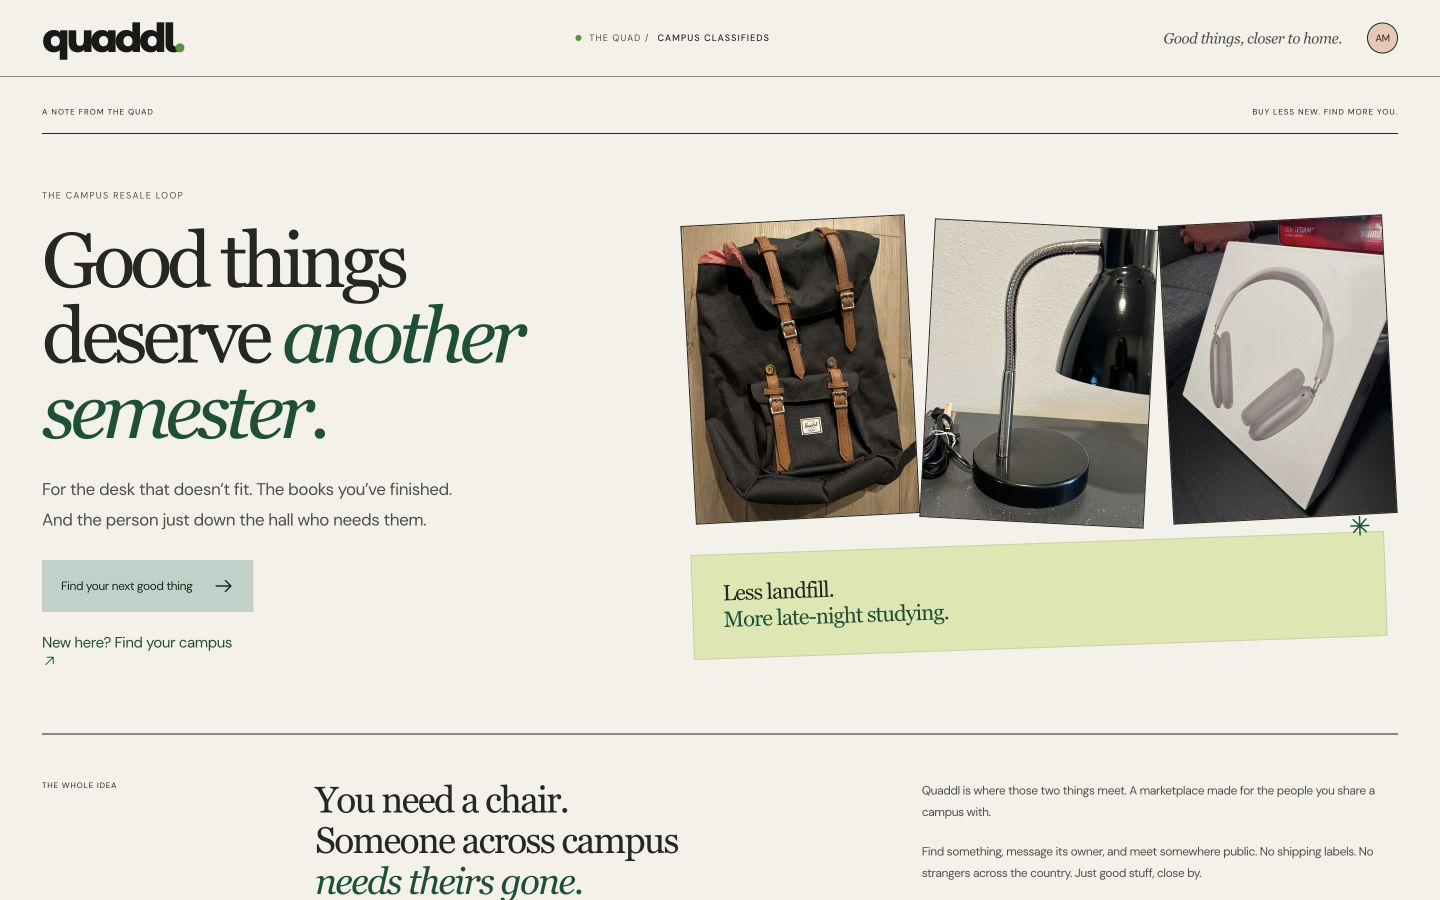 quaddl.
THE QUAD / CAMPUS CLASSIFIEDS
Good things, closer to home.
AM
A NOTE FROM THE QUAD
BUY LESS NEW. FIND MORE YOU.
THE CAMPUS RESALE LOOP
Good things
deserve another
semester.
For the desk that doesn’t fit. The books you’ve finished.
And the person just down the hall who needs them.
Find your next good thing →
New here? Find your campus
↗
Herschel
Less landfill.
More late-night studying.
THE WHOLE IDEA
You need a chair.
Someone across campus
needs theirs gone.
Quaddl is where those two things meet. A marketplace made for the people you share a
campus with.
Find something, message its owner, and meet somewhere public. No shipping labels. No
strangers across the country. Just good stuff, close by.